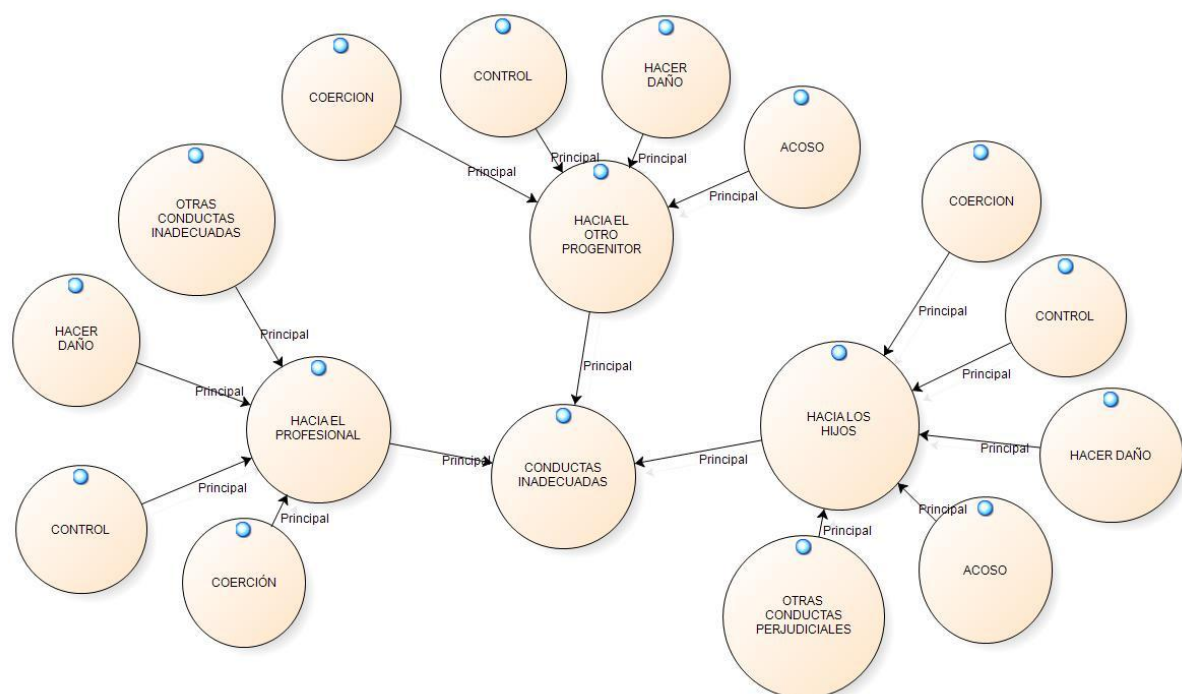 COERCION
CONTROL
HACER
DAÑO
ACOSO
Principal
Principal
Principal
Principal
HACIA EL
OTRO
PROGENITOR
Principal
OTRAS
CONDUCTAS
INADECUADAS
Principal
HACER
DAÑO
Principal
CONTROL
Principal
COERCIÓN
Principal
HACIA EL
PROFESIONAL
Principal
CONDUCTAS
INADECUADAS
COERCION
Principal
CONTROL
Principal
HACER DAÑO
Principal
ACOSO
Principal
OTRAS
CONDUCTAS
PERJUDICIALES
Principal
HACIA LOS
HIJOS
Principal